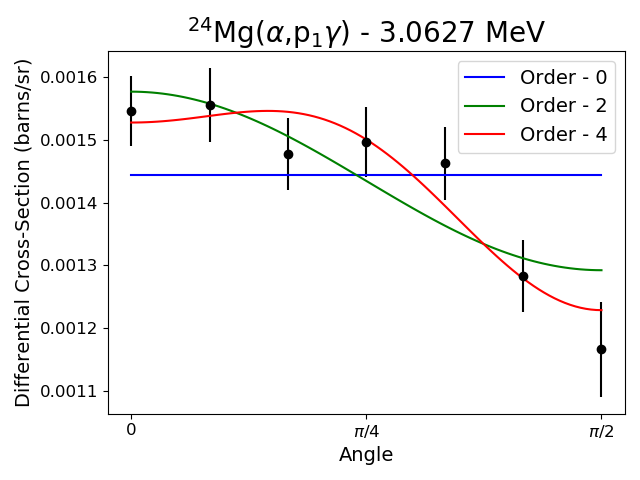 ²⁴Mg(α,p₁γ) - 3.0627 MeV
Differential Cross-Section (barns/sr)
0.0016
0.0015
0.0014
0.0013
0.0012
0.0011
Order - 0
Order - 2
Order - 4
0
π/4
π/2
Angle